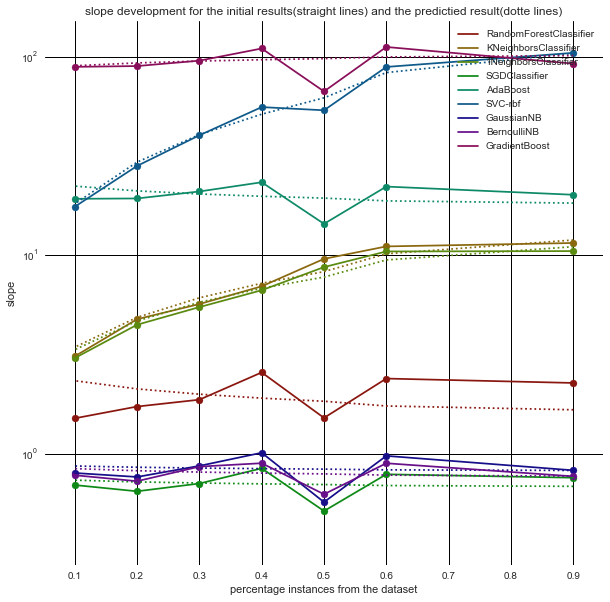 slope development for the initial results(straight lines) and the predictied result(dotte lines)
RandomForestClassifier
KNeighborsClassifier
SGDClassifier
AdaBoost
SVC-rbf
GaussianNB
BernoulliNB
GradientBoost
10²
10¹
10⁰
slope
0.1 0.2 0.3 0.4 0.5 0.6 0.7 0.8 0.9
percentage instances from the dataset